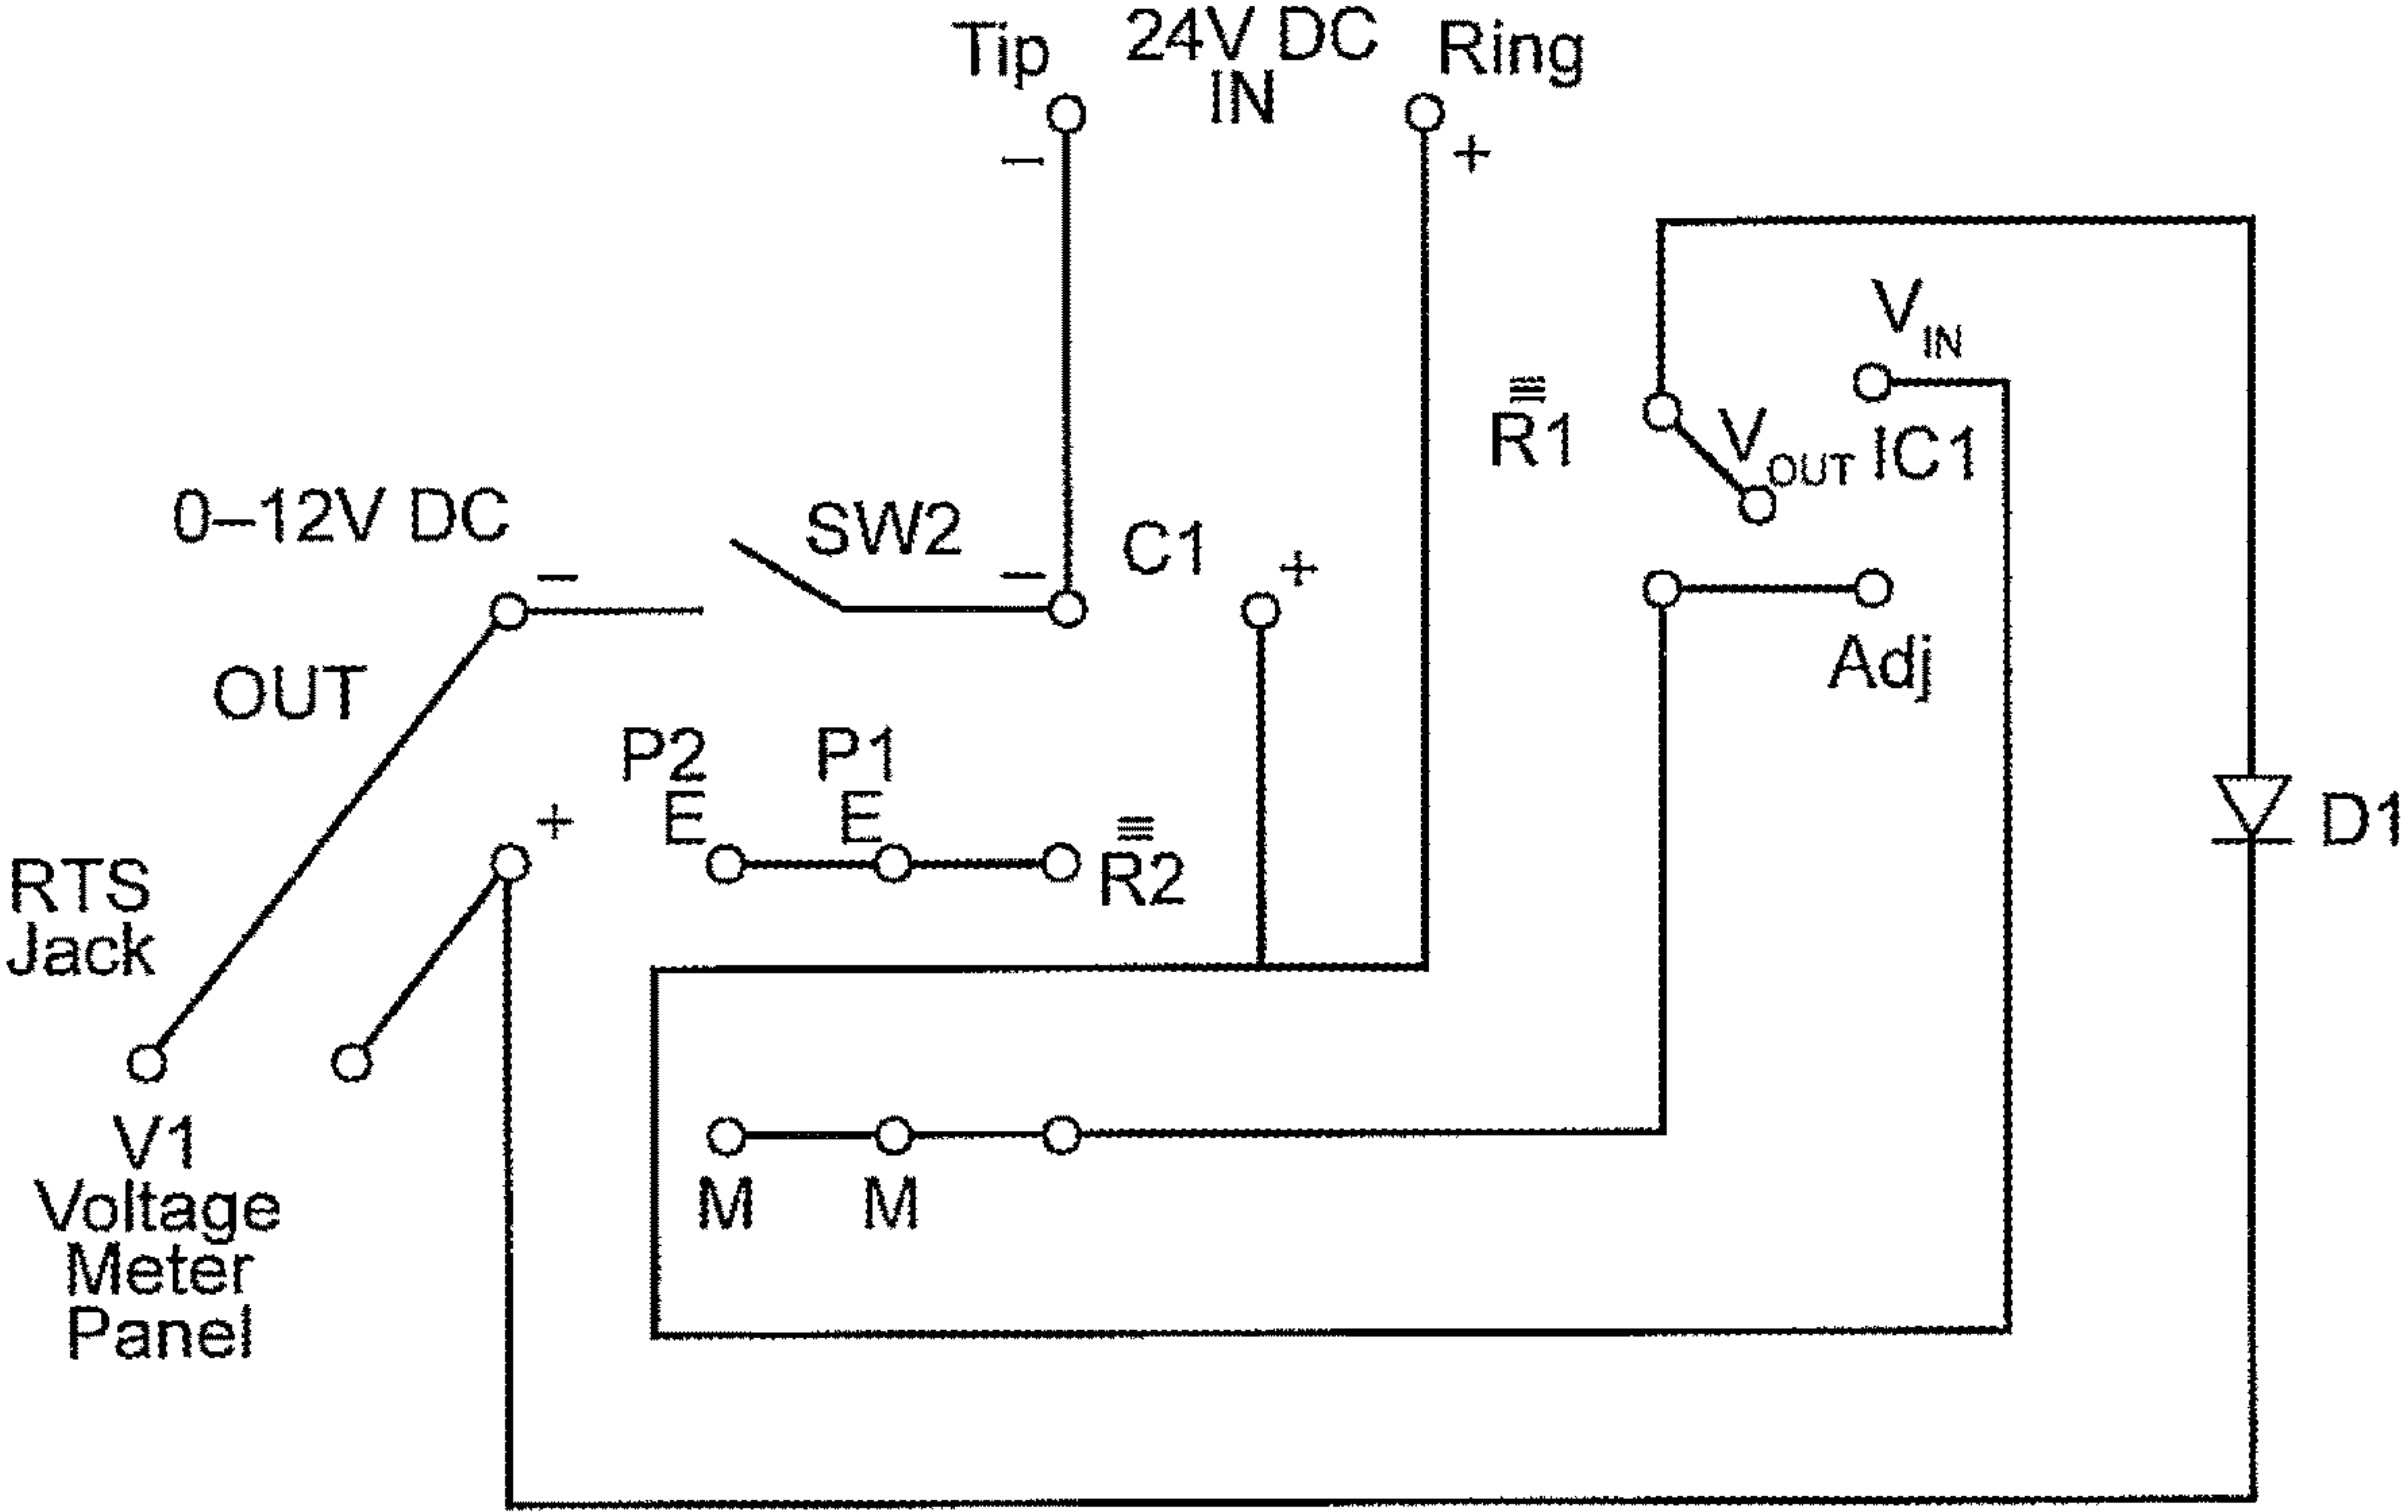 Tip
24V DC
IN
Ring
−
+
V
IN
R1
V
OUT
IC1
0–12V DC
−
SW2
−
C1
+
OUT
Adj
P2
E
P1
E
+
R2
D1
RTS
Jack
V1
Voltage
Meter
Panel
M
M